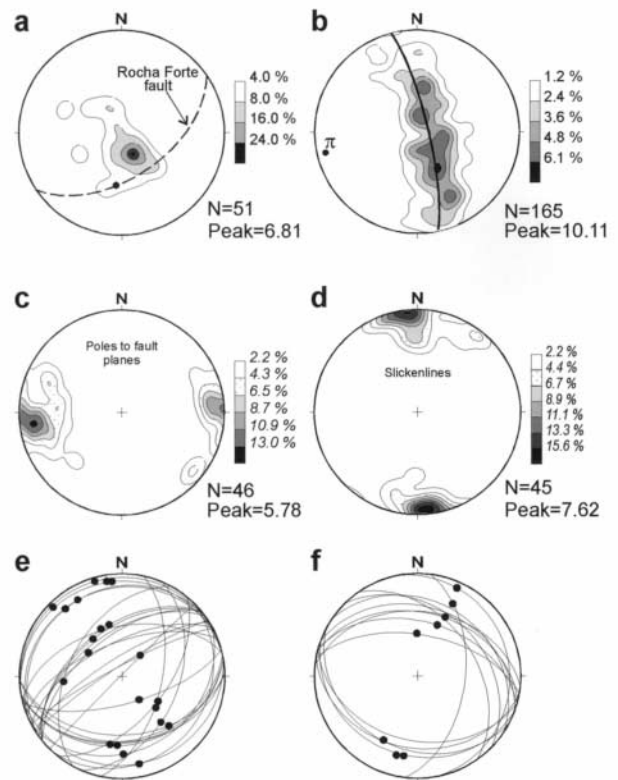 a
N
Rocha Forte
fault
4.0 %
8.0 %
16.0 %
24.0 %
N=51
Peak=6.81
b
N
π
1.2 %
2.4 %
3.6 %
4.8 %
6.1 %
N=165
Peak=10.11
c
N
Poles to fault
planes
2.2 %
4.3 %
6.5 %
8.7 %
10.9 %
13.0 %
N=46
Peak=5.78
d
N
Slickenlines
2.2 %
4.4 %
6.7 %
8.9 %
11.1 %
13.3 %
15.6 %
N=45
Peak=7.62
e
N
f
N